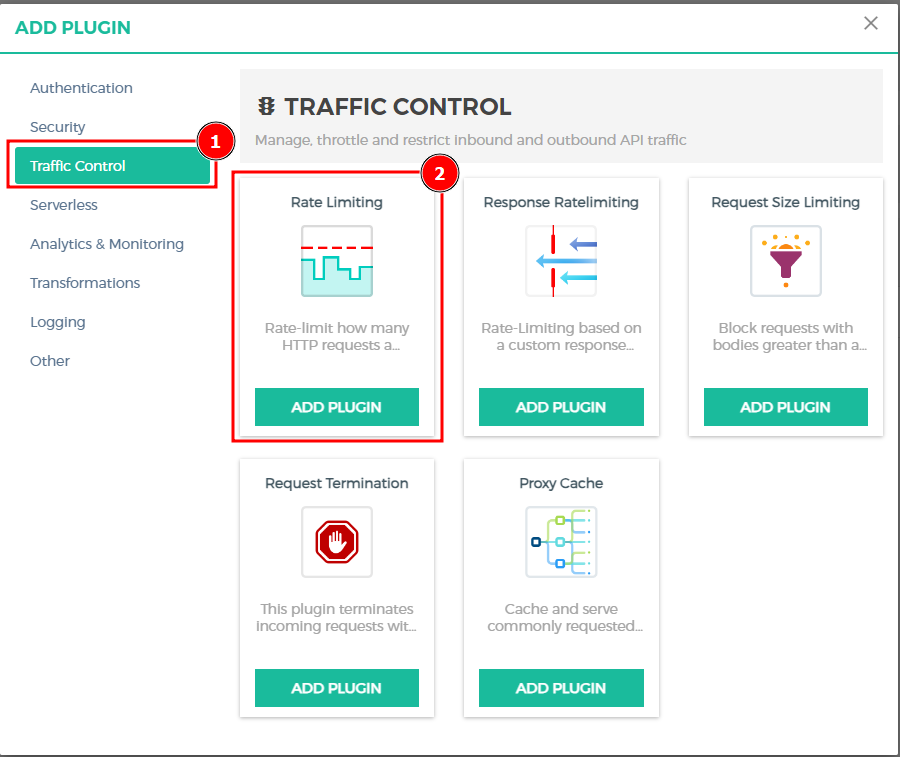 ADD PLUGIN
Authentication
Security
1
Traffic Control
Serverless
Analytics & Monitoring
Transformations
Logging
Other
TRAFFIC CONTROL
Manage, throttle and restrict inbound and outbound API traffic
2
Rate Limiting
Rate-limit how many
HTTP requests a...
ADD PLUGIN
Response Ratelimiting
Rate-Limiting based on
a custom response...
ADD PLUGIN
Request Size Limiting
Block requests with
bodies greater than a...
ADD PLUGIN
Request Termination
This plugin terminates
incoming requests wit...
ADD PLUGIN
Proxy Cache
Cache and serve
commonly requested...
ADD PLUGIN